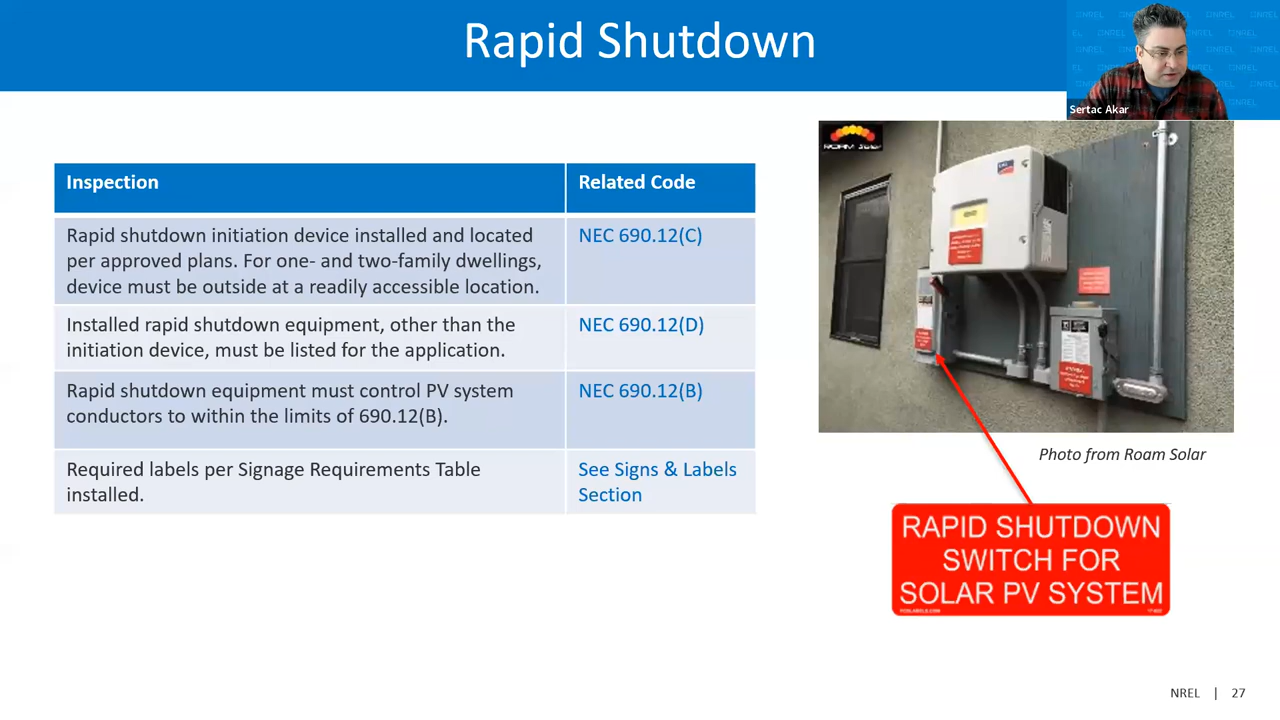 Rapid Shutdown
Sertac Akar
Inspection
Related Code
Rapid shutdown initiation device installed and located
per approved plans. For one- and two-family dwellings,
device must be outside at a readily accessible location.
NEC 690.12(C)
Installed rapid shutdown equipment, other than the
initiation device, must be listed for the application.
NEC 690.12(D)
Rapid shutdown equipment must control PV system
conductors to within the limits of 690.12(B).
NEC 690.12(B)
Required labels per Signage Requirements Table
installed.
See Signs & Labels
Section
ROAM Solar
Photo from Roam Solar
RAPID SHUTDOWN
SWITCH FOR
SOLAR PV SYSTEM
NREL | 27